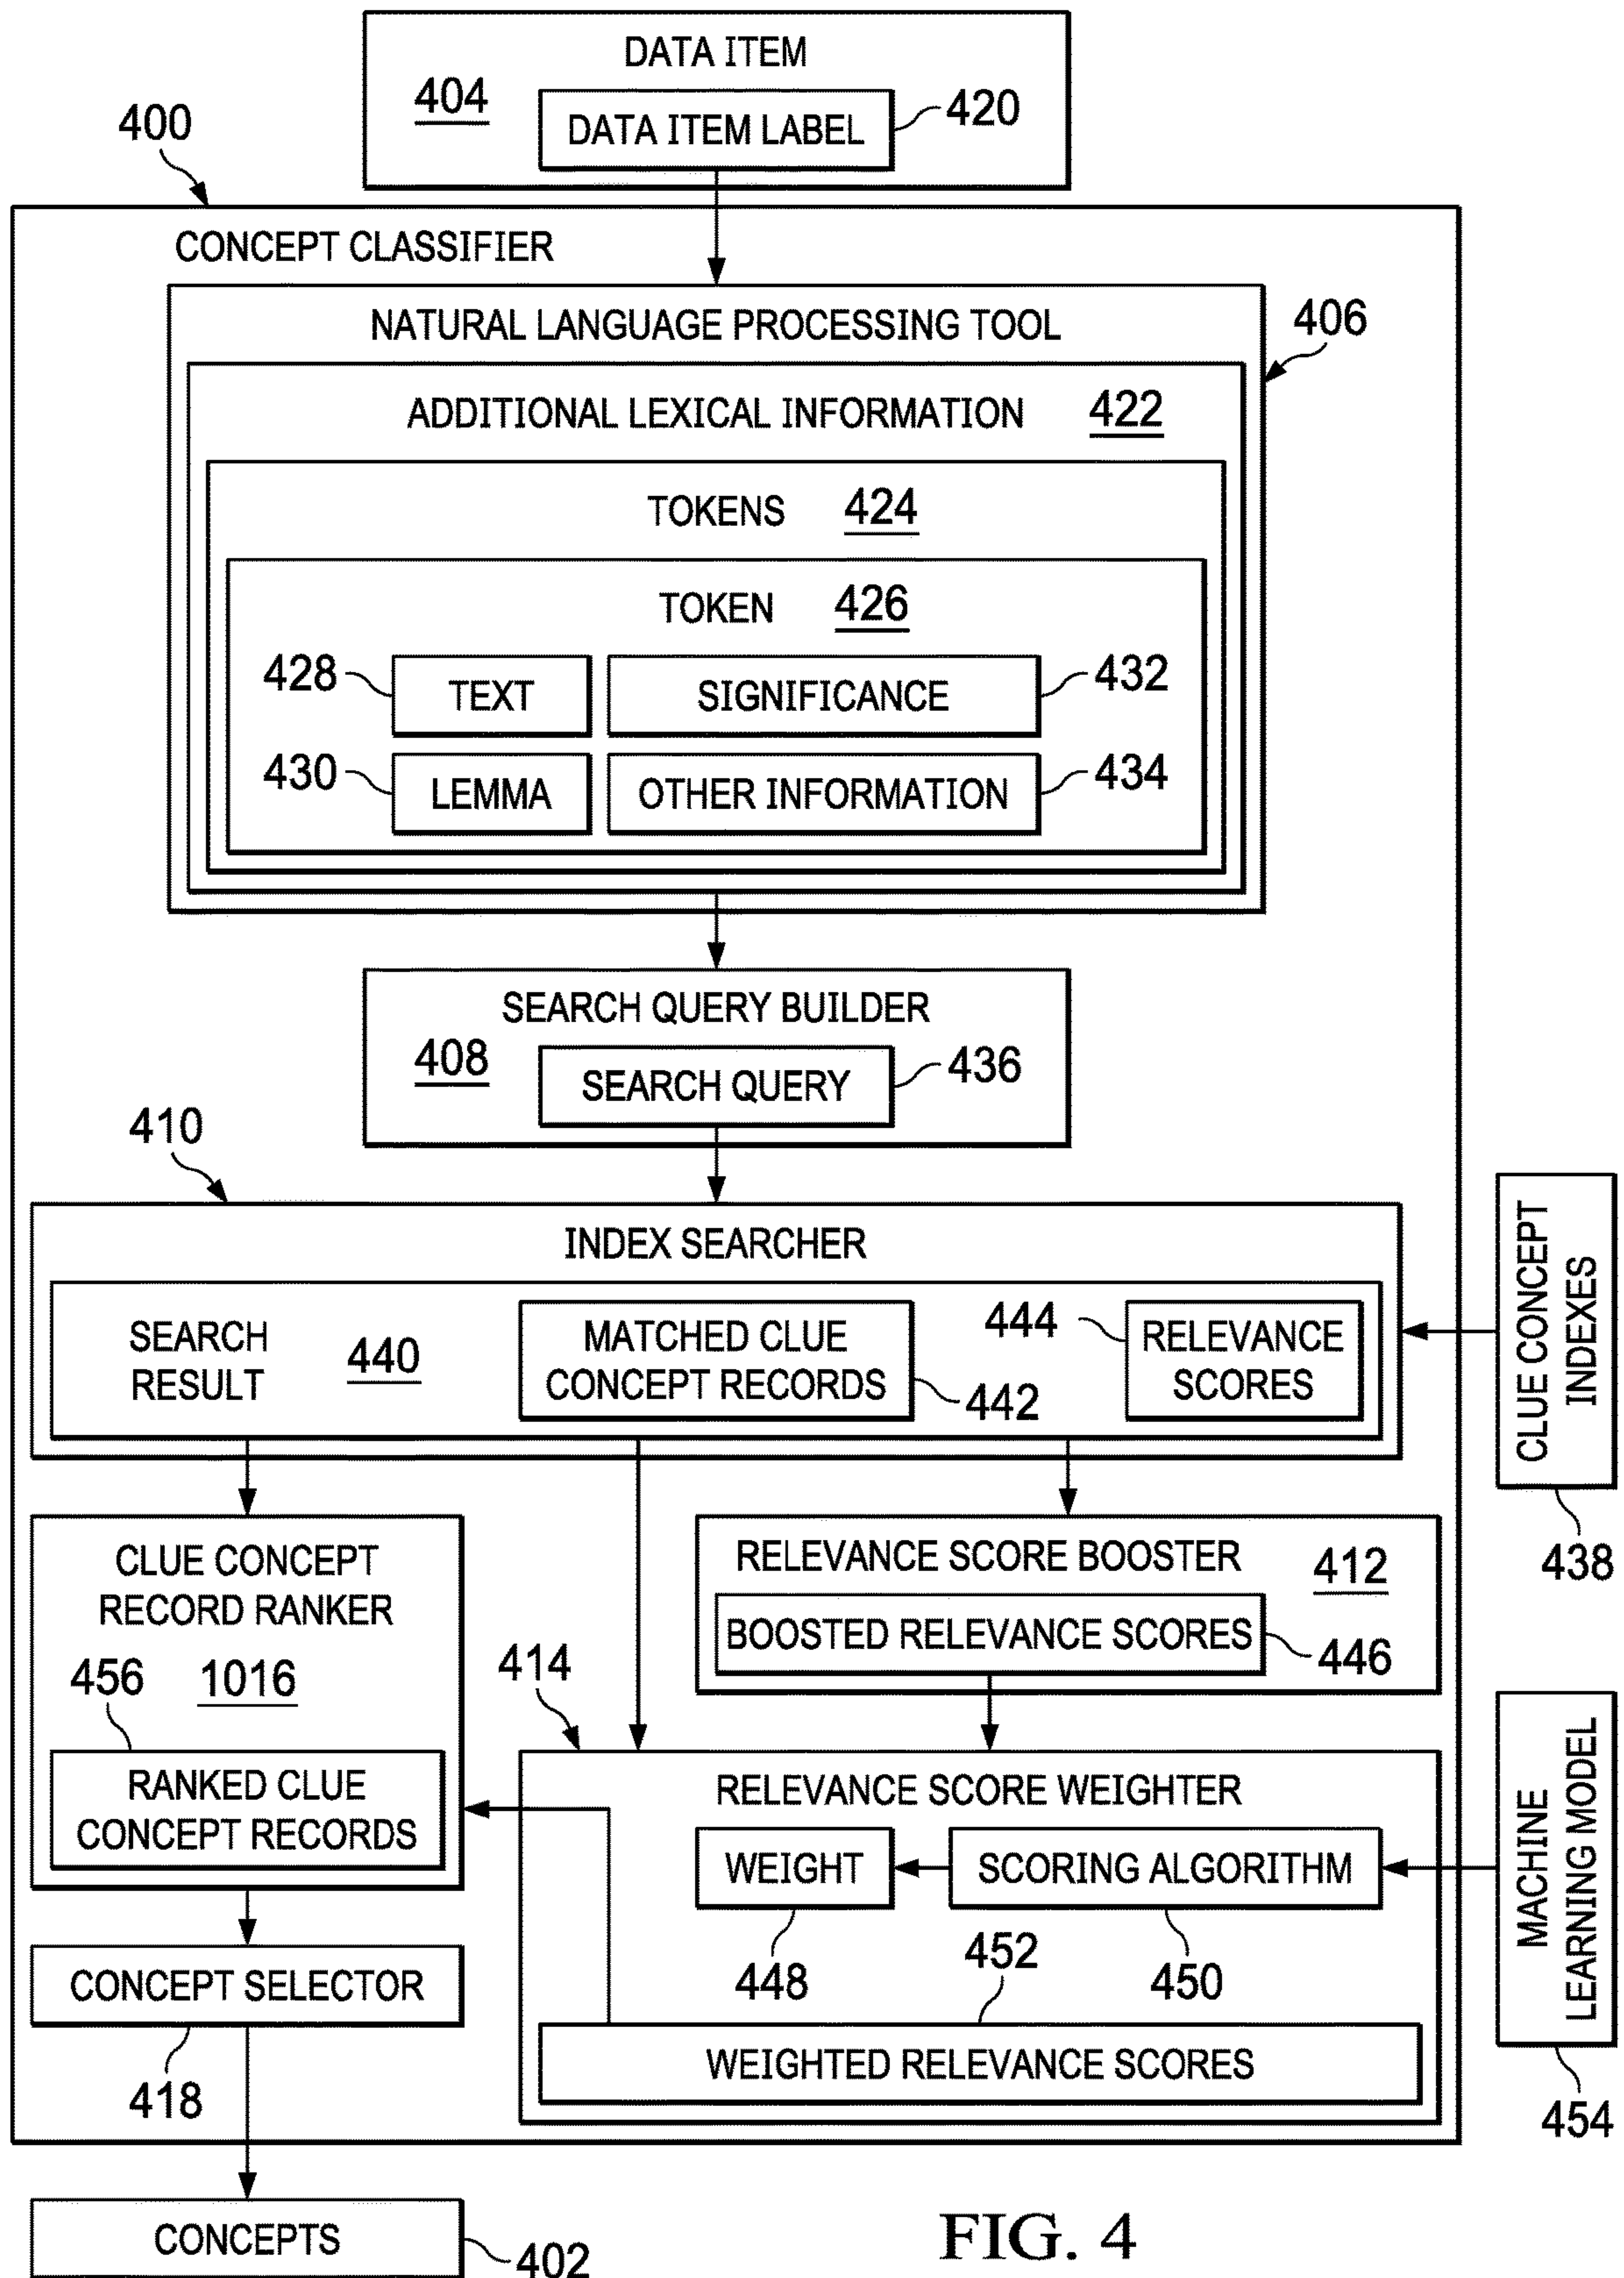 DATA ITEM
404
DATA ITEM LABEL
420
400
CONCEPT CLASSIFIER
NATURAL LANGUAGE PROCESSING TOOL
406
ADDITIONAL LEXICAL INFORMATION 422
TOKENS 424
TOKEN 426
428 TEXT SIGNIFICANCE 432
430 LEMMA OTHER INFORMATION 434
SEARCH QUERY BUILDER
408
SEARCH QUERY
436
410
INDEX SEARCHER
SEARCH
RESULT
440
MATCHED CLUE
CONCEPT RECORDS
442
444
RELEVANCE
SCORES
CLUE CONCEPT
INDEXES
438
CLUE CONCEPT
RECORD RANKER
1016
456
RANKED CLUE
CONCEPT RECORDS
RELEVANCE SCORE BOOSTER
412
BOOSTED RELEVANCE SCORES
446
414
RELEVANCE SCORE WEIGHTER
WEIGHT
SCORING ALGORITHM
448
452
450
WEIGHTED RELEVANCE SCORES
MACHINE
LEARNING MODEL
454
CONCEPT SELECTOR
418
CONCEPTS
402
FIG. 4